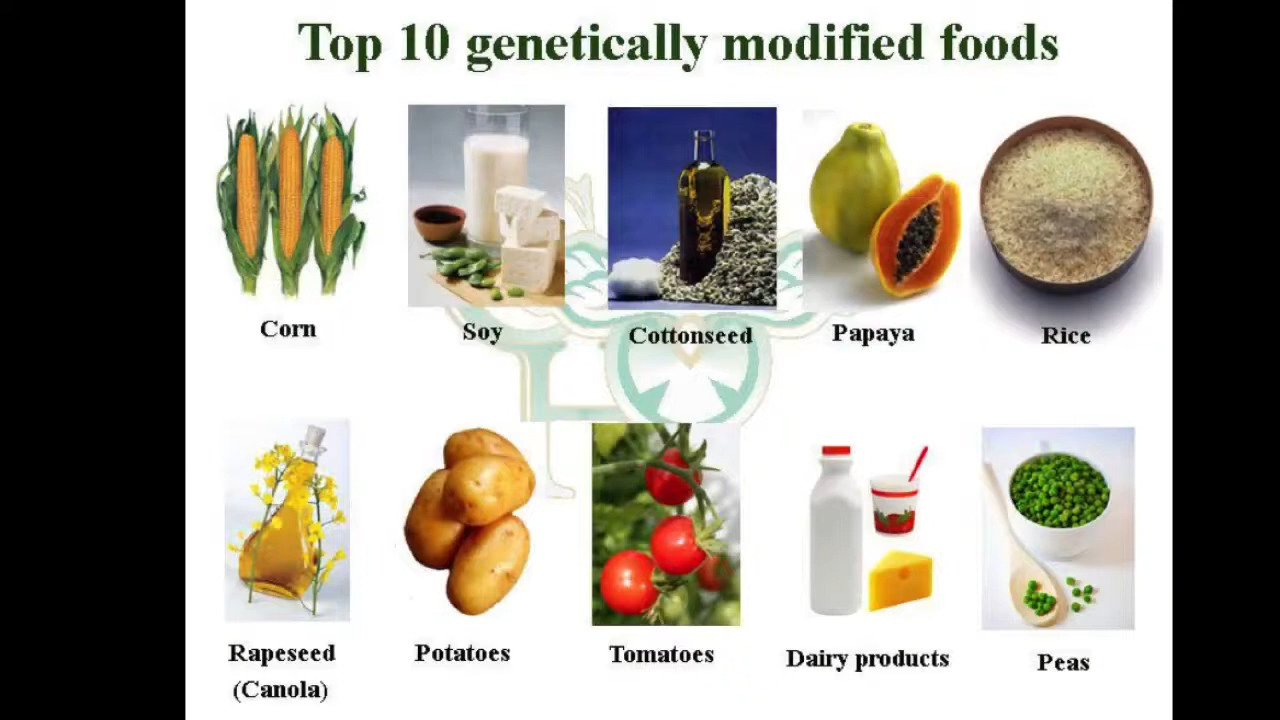 Top 10 genetically modified foods
Corn
Soy
Cottonseed
Papaya
Rice
Rapeseed
(Canola)
Potatoes
Tomatoes
Dairy products
Peas